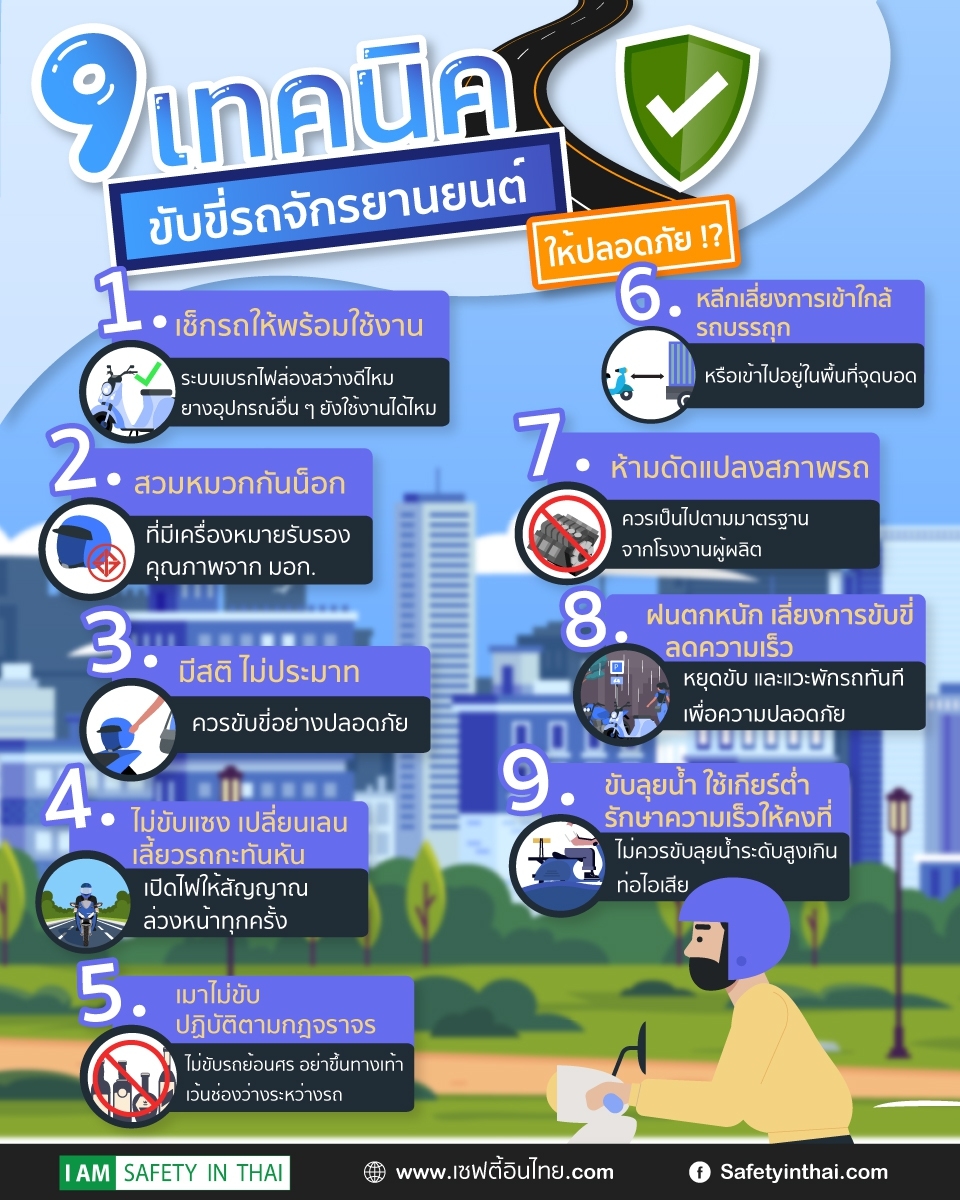 9 เทคนิค
ขับขี่รถจักรยานยนต์
ให้ปลอดภัย !?
1.
เช็กรถให้พร้อมใช้งาน
ระบบเบรกไฟส่องสว่างดีไหม
ยางอุปกรณ์อื่น ๆ ยังใช้งานได้ไหม
2.
สวมหมวกกันน็อก
ที่มีเครื่องหมายรับรอง
คุณภาพจาก มอก.
3.
มีสติ ไม่ประมาท
ควรขับขี่อย่างปลอดภัย
4.
ไม่ขับแซง เปลี่ยนเลน
เลี้ยวรถกะทันหัน
เปิดไฟให้สัญญาณ
ล่วงหน้าทุกครั้ง
5.
เมาไม่ขับ
ปฏิบัติตามกฎจราจร
ไม่ขับรถย้อนศร อย่าขึ้นทางเท้า
เว้นช่องว่างระหว่างรถ
6.
หลีกเลี่ยงการเข้าใกล้
รถบรรถุก
หรือเข้าไปอยู่ในพื้นที่จุดบอด
7.
ห้ามดัดแปลงสภาพรถ
ควรเป็นไปตามมาตรฐาน
จากโรงงานผู้ผลิต
8.
ฝนตกหนัก เลี่ยงการขับขี่
ลดความเร็ว
P
หยุดขับ และแวะพักรถทันที
เพื่อความปลอดภัย
9.
ขับลุยน้ำ ใช้เกียร์ต่ำ
รักษาความเร็วให้คงที่
ไม่ควรขับลุยน้ำระดับสูงเกิน
ท่อไอเสีย
I AM SAFETY IN THAI
www.เซฟตี้อินไทย.com
Safetyinthai.com